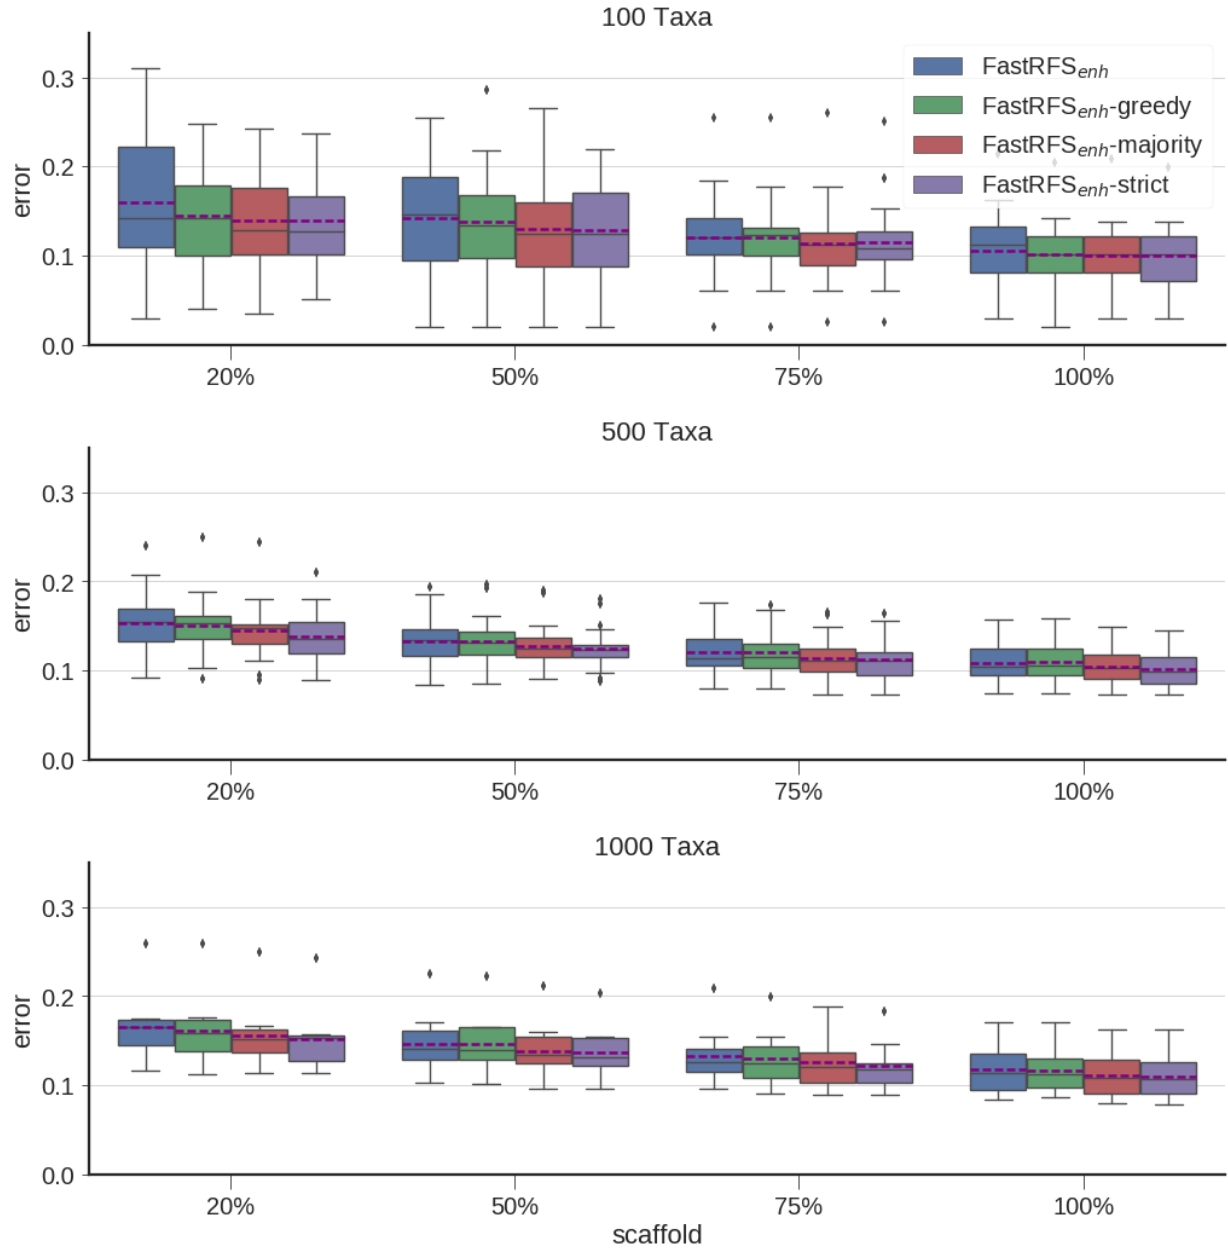 100 Taxa
FastRFSenh
FastRFSenh-greedy
FastRFSenh-majority
FastRFSenh-strict
error
0.3
0.2
0.1
0.0
20% 50% 75% 100%
500 Taxa
error
0.3
0.2
0.1
0.0
20% 50% 75% 100%
1000 Taxa
error
0.3
0.2
0.1
0.0
20% 50% 75% 100%
scaffold